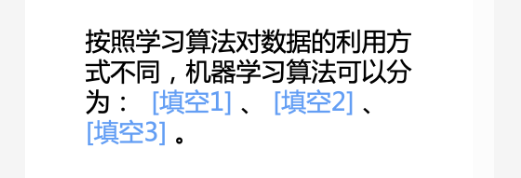 按照学习算法对数据的利用方
式不同，机器学习算法可以分
为： [填空1] 、 [填空2] 、
[填空3] 。